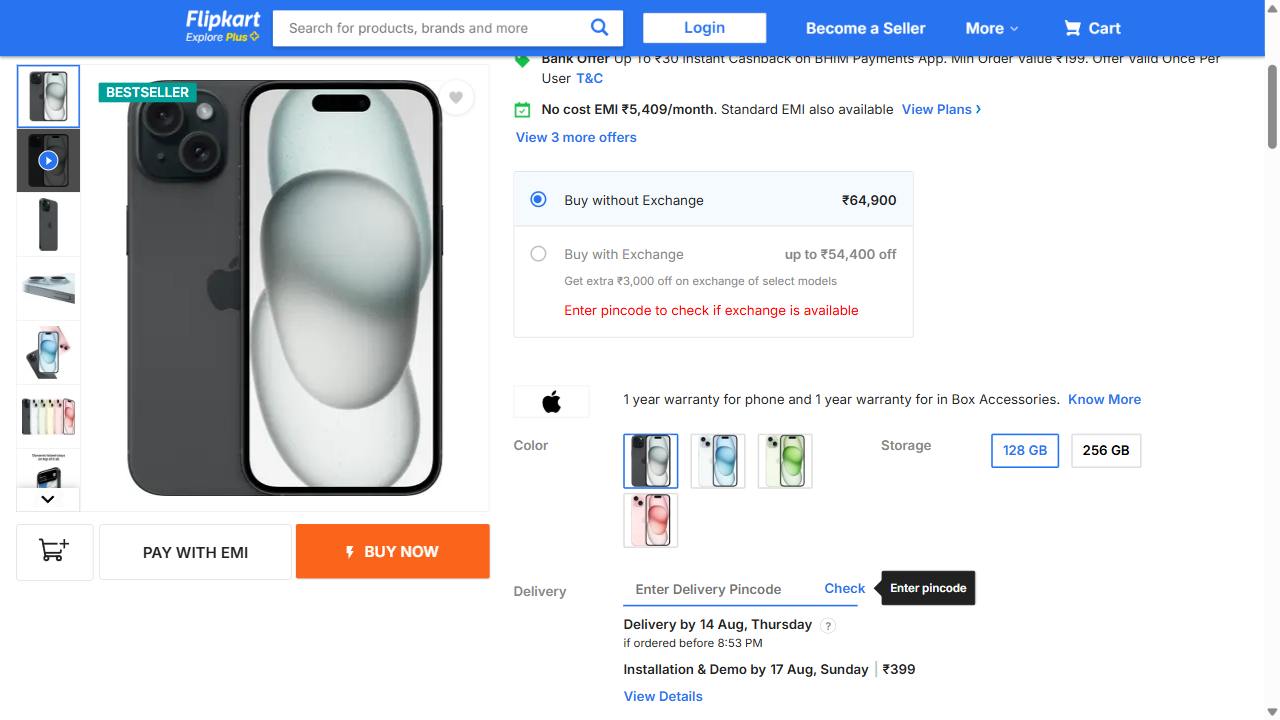 Flipkart
Explore Plus
Search for products, brands and more
Login
Become a Seller
More
Cart
BESTSELLER
Bank Offer Up To ₹30 Instant Cashback on BHIM Payments App. Min Order Value ₹199. Offer Valid Once Per
User T&C
No cost EMI ₹5,409/month. Standard EMI also available View Plans
View 3 more offers
Buy without Exchange ₹64,900
Buy with Exchange up to ₹54,400 off
Get extra ₹3,000 off on exchange of select models
Enter pincode to check if exchange is available
1 year warranty for phone and 1 year warranty for in Box Accessories. Know More
Color
Storage
128 GB
256 GB
PAY WITH EMI
BUY NOW
Delivery
Enter Delivery Pincode
Check
Enter pincode
Delivery by 14 Aug, Thursday ?
if ordered before 8:53 PM
Installation & Demo by 17 Aug, Sunday | ₹399
View Details